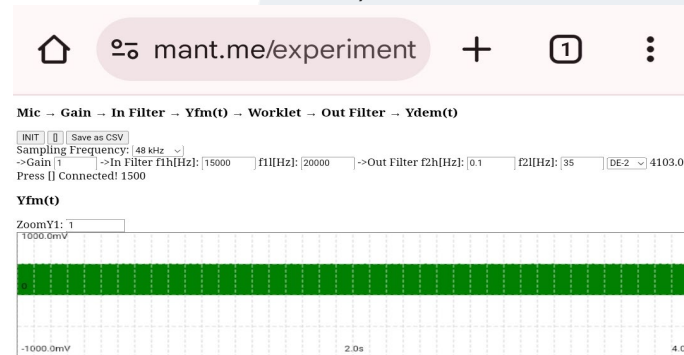 mant.me/experiment
1
Mic → Gain → In Filter → Yfm(t) → Worklet → Out Filter → Ydem(t)
INIT [] Save as CSV
Sampling Frequency: 48 kHz
->Gain 1 ->In Filter f1h[Hz]: 15000 f1l[Hz]: 20000 ->Out Filter f2h[Hz]: 0.1 f2l[Hz]: 35 DE-2 4103.0
Press [] Connected! 1500
Yfm(t)
ZoomY1: 1
1000.0mV
0
-1000.0mV 2.0s 4.0